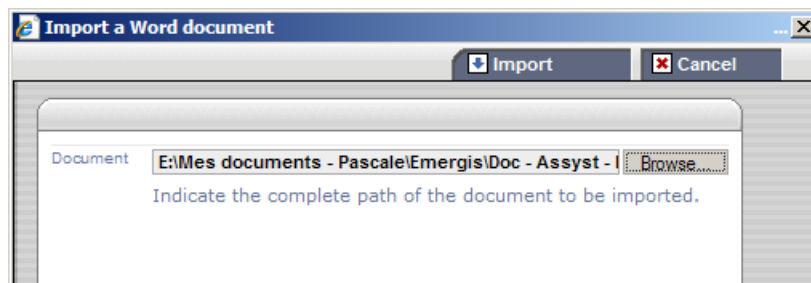 Import a Word document ...
Import Cancel
Document E:\Mes documents - Pascale\Emergis\Doc - Assyst - Browse...
Indicate the complete path of the document to be imported.